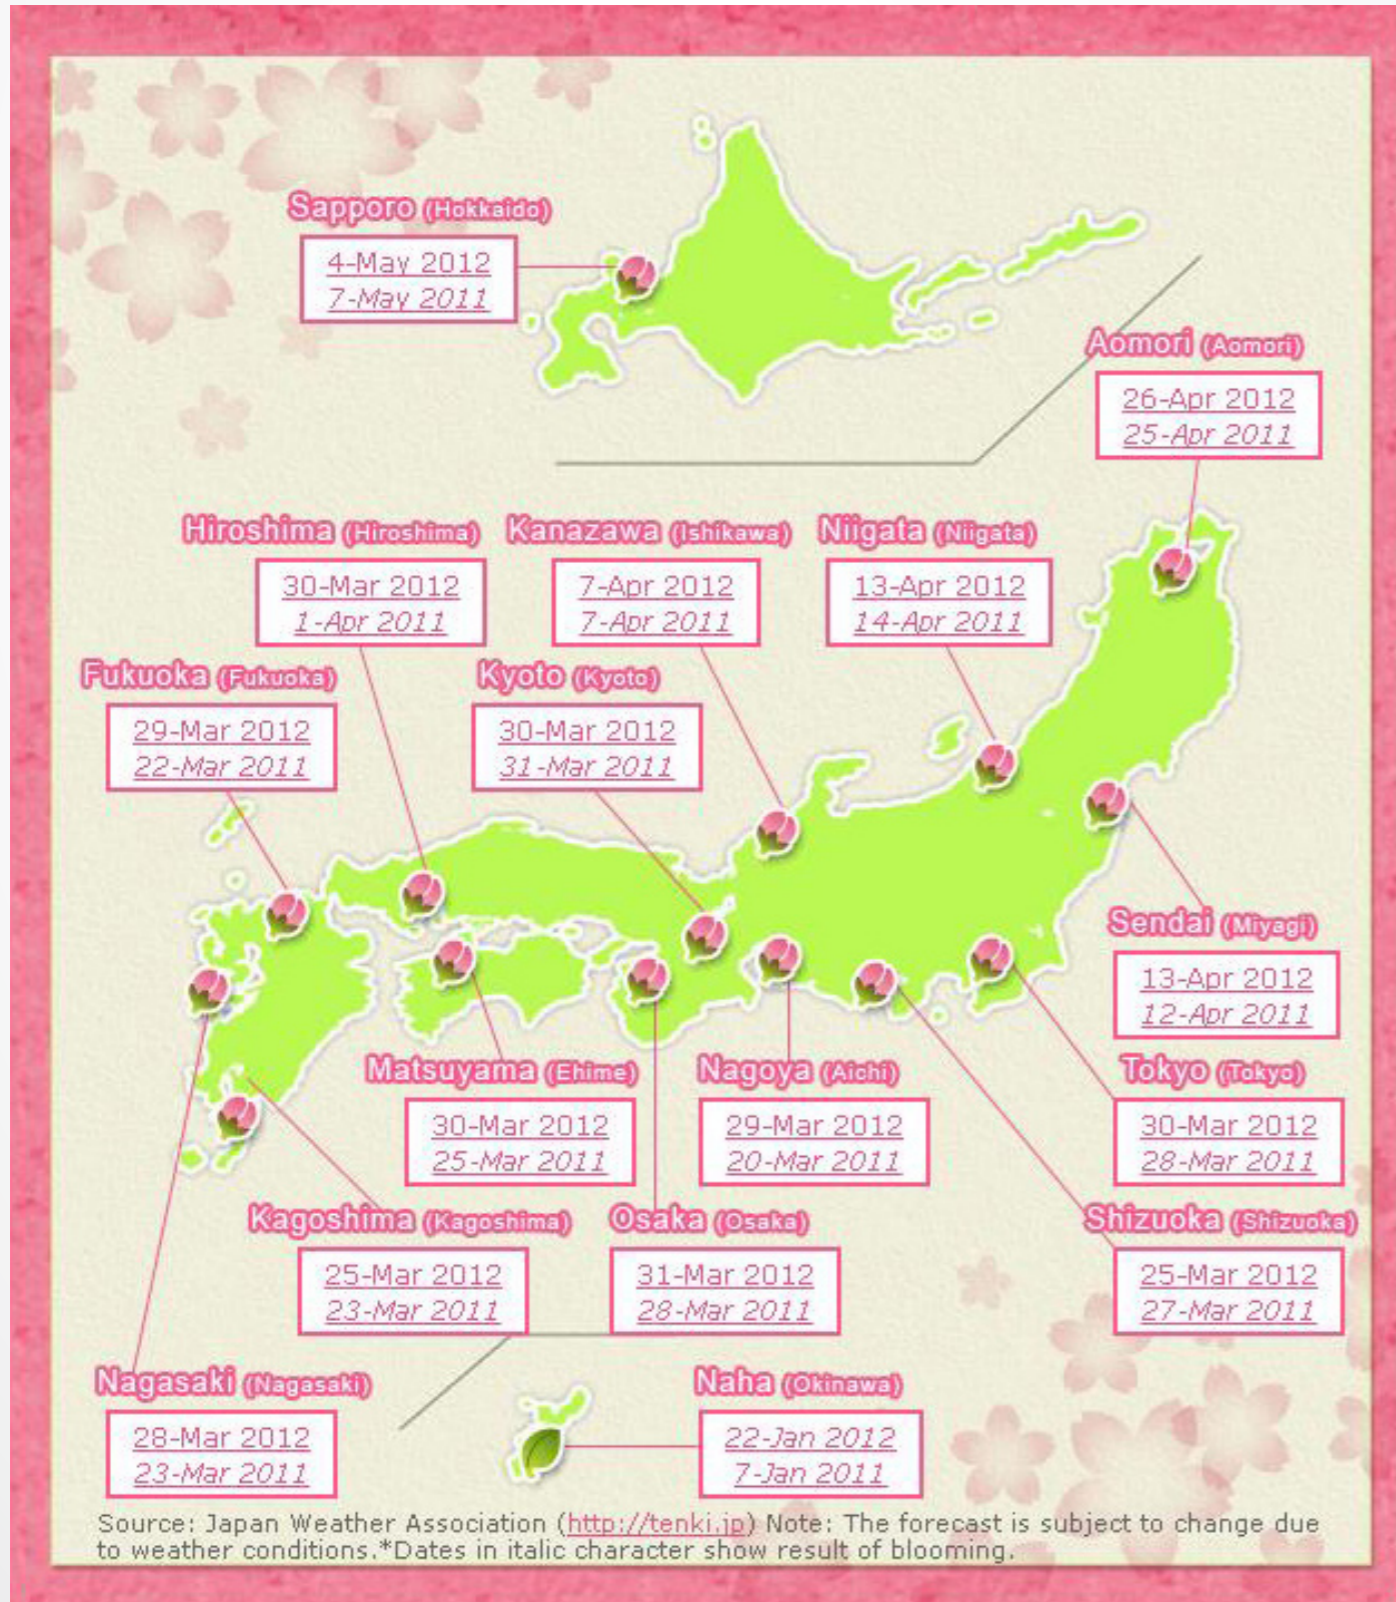 Sapporo (Hokkaido)
4-May 2012
7-May 2011
Aomori (Aomori)
26-Apr 2012
25-Apr 2011
Hiroshima (Hiroshima)
30-Mar 2012
1-Apr 2011
Kanazawa (Ishikawa)
7-Apr 2012
7-Apr 2011
Niigata (Niigata)
13-Apr 2012
14-Apr 2011
Fukuoka (Fukuoka)
29-Mar 2012
22-Mar 2011
Kyoto (Kyoto)
30-Mar 2012
31-Mar 2011
Sendai (Miyagi)
13-Apr 2012
12-Apr 2011
Matsuyama (Ehime)
30-Mar 2012
25-Mar 2011
Nagoya (Aichi)
29-Mar 2012
20-Mar 2011
Tokyo (Tokyo)
30-Mar 2012
28-Mar 2011
Kagoshima (Kagoshima)
25-Mar 2012
23-Mar 2011
Osaka (Osaka)
31-Mar 2012
28-Mar 2011
Shizuoka (Shizuoka)
25-Mar 2012
27-Mar 2011
Nagasaki (Nagasaki)
28-Mar 2012
23-Mar 2011
Naha (Okinawa)
22-Jan 2012
7-Jan 2011
Source: Japan Weather Association (http://tenki.jp) Note: The forecast is subject to change due
to weather conditions.*Dates in italic character show result of blooming.